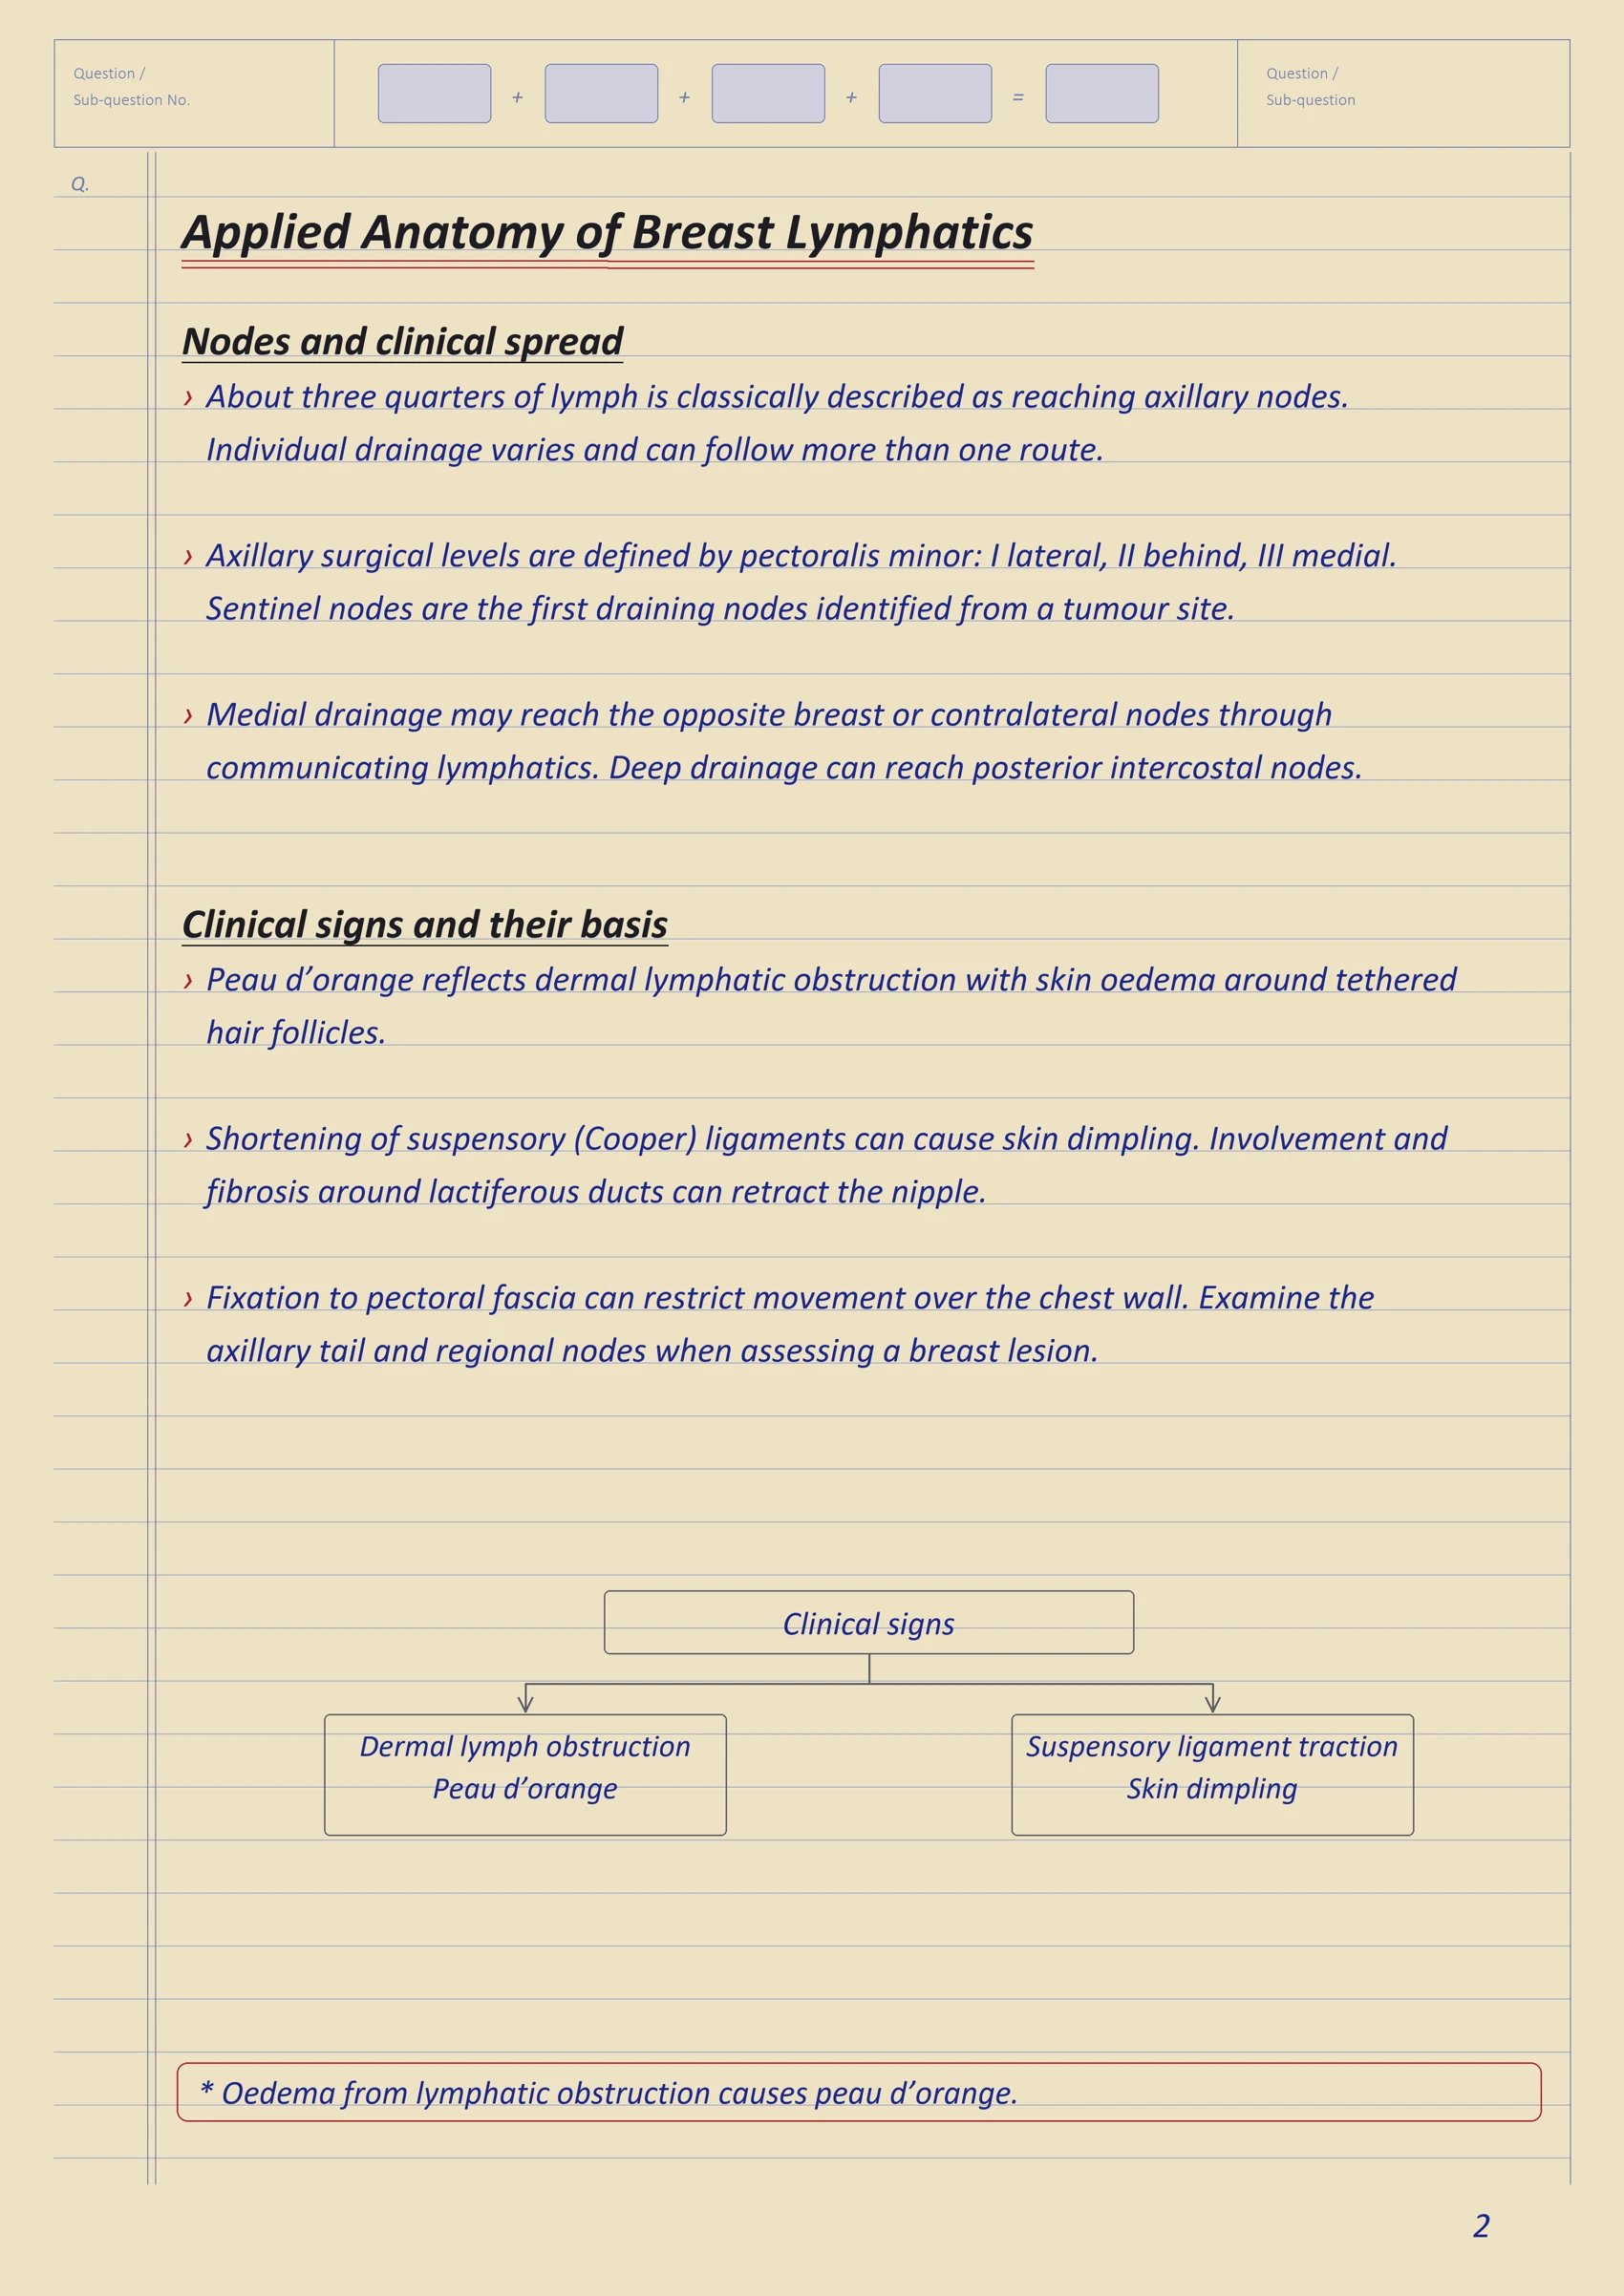 Question /
Sub-question No.
+ + + =
Question /
Sub-question
Q.
Applied Anatomy of Breast Lymphatics
Nodes and clinical spread
› About three quarters of lymph is classically described as reaching axillary nodes.
Individual drainage varies and can follow more than one route.
› Axillary surgical levels are defined by pectoralis minor: I lateral, II behind, III medial.
Sentinel nodes are the first draining nodes identified from a tumour site.
› Medial drainage may reach the opposite breast or contralateral nodes through
communicating lymphatics. Deep drainage can reach posterior intercostal nodes.
Clinical signs and their basis
› Peau d’orange reflects dermal lymphatic obstruction with skin oedema around tethered
hair follicles.
› Shortening of suspensory (Cooper) ligaments can cause skin dimpling. Involvement and
fibrosis around lactiferous ducts can retract the nipple.
› Fixation to pectoral fascia can restrict movement over the chest wall. Examine the
axillary tail and regional nodes when assessing a breast lesion.
Clinical signs
Dermal lymph obstruction
Peau d’orange
Suspensory ligament traction
Skin dimpling
* Oedema from lymphatic obstruction causes peau d’orange.
2